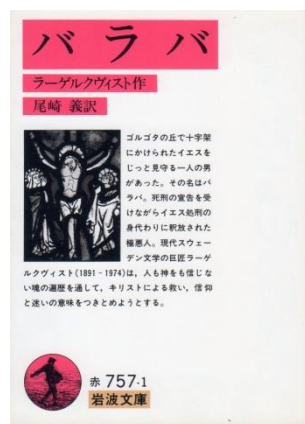 バラバ
ラーゲルクヴィスト作
尾崎 義訳
ゴルゴタの丘で十字架
にかけられたイエスを
じっと見守る一人の男
があった。その名はバ
ラバ。死刑の宣告を受
けながらイエス処刑の
身代わりに釈放された
極悪人。現代スウェー
デン文学の巨匠ラーゲ
ルクヴィスト(1891-1974)は，人も神をも信じな
い魂の遍歴を通して，キリストによる救い，信仰
と迷いの意味をつきとめようとする。
赤 757-1
岩波文庫